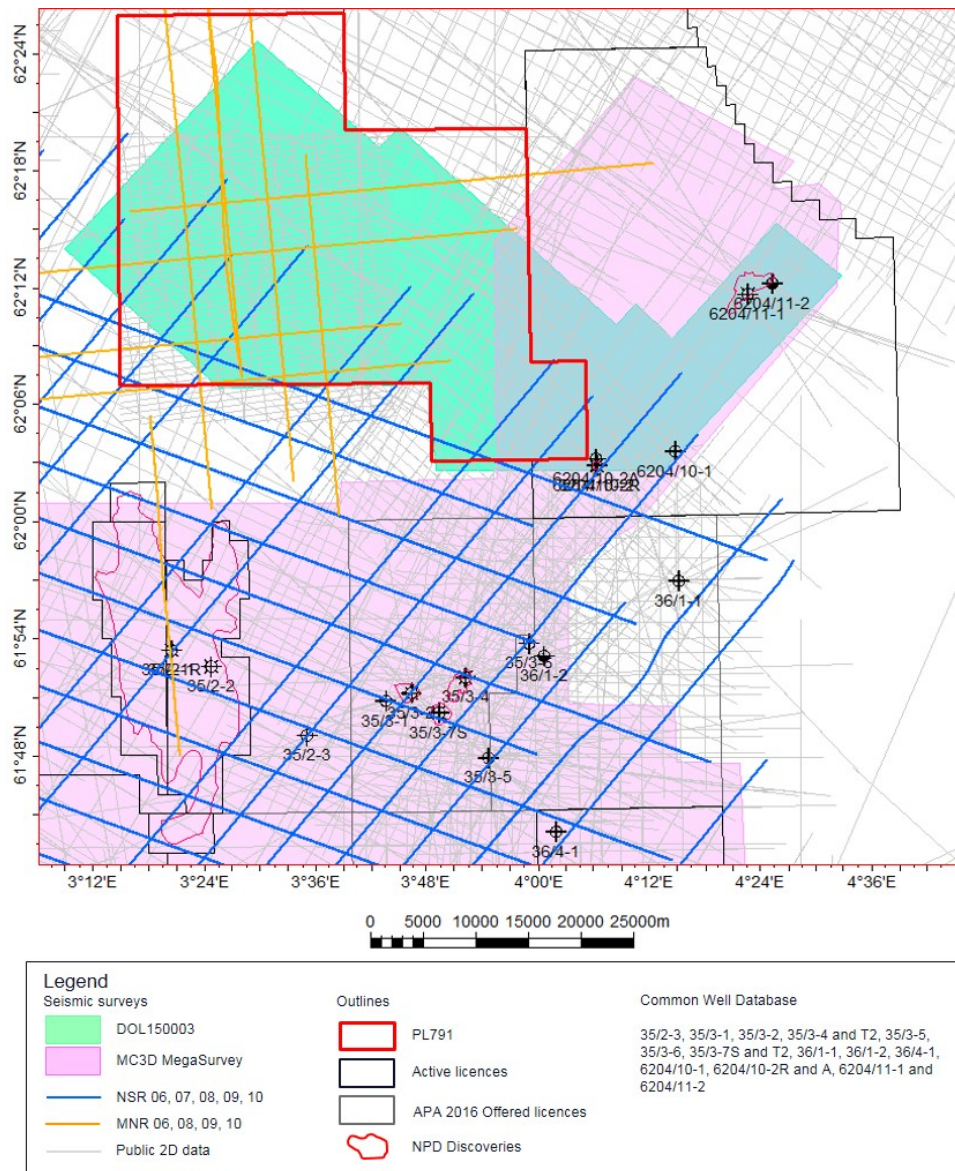 62°24'N
62°18'N
62°12'N
62°06'N
62°00'N
61°54'N
61°48'N
6204/11-2
6204/11-1
6204/10-2A
6204/10-1
36/1-1
35/3-6
36/1-2
35/2-2
35/3-4
35/3-1
35/3-7S
35/2-3
35/3-5
36/4-1
3°12'E 3°24'E 3°36'E 3°48'E 4°00'E 4°12'E 4°24'E 4°36'E
0 5000 10000 15000 20000 25000m
Legend
Seismic surveys
DOL150003
MC3D MegaSurvey
NSR 06, 07, 08, 09, 10
MNR 06, 08, 09, 10
Public 2D data
Outlines
PL791
Active licences
APA 2016 Offered licences
NPD Discoveries
Common Well Database
35/2-3, 35/3-1, 35/3-2, 35/3-4 and T2, 35/3-5,
35/3-6, 35/3-7S and T2, 36/1-1, 36/1-2, 36/4-1,
6204/10-1, 6204/10-2R and A, 6204/11-1 and
6204/11-2